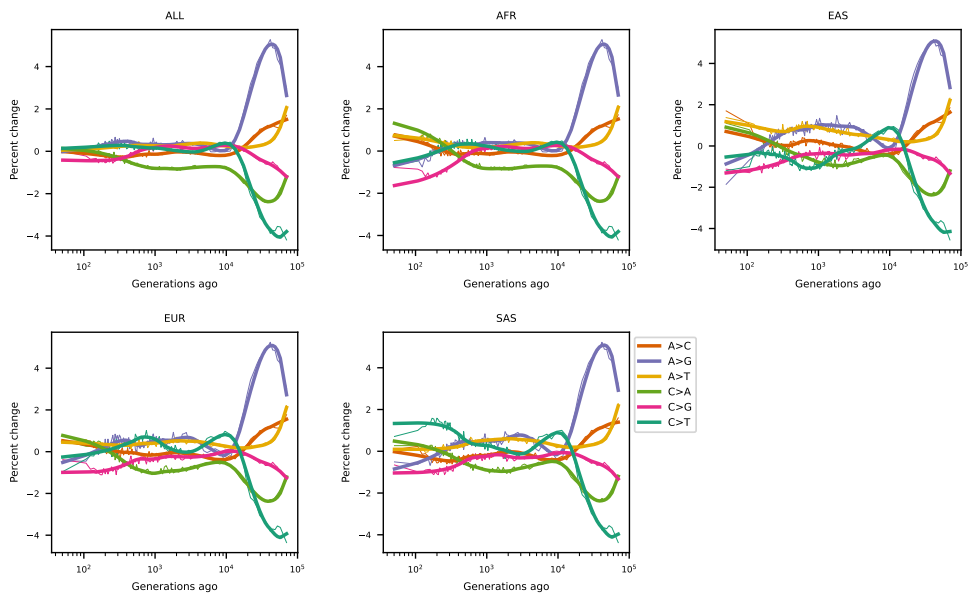 ALL
AFR
EAS
Percent change
4
2
0
−2
−4
10²
10³
10⁴
10⁵
Generations ago
Percent change
4
2
0
−2
−4
10²
10³
10⁴
10⁵
Generations ago
Percent change
4
2
0
−2
−4
10²
10³
10⁴
10⁵
Generations ago
EUR
SAS
Percent change
4
2
0
−2
−4
10²
10³
10⁴
10⁵
Generations ago
Percent change
4
2
0
−2
−4
10²
10³
10⁴
10⁵
Generations ago
A>C
A>G
A>T
C>A
C>G
C>T